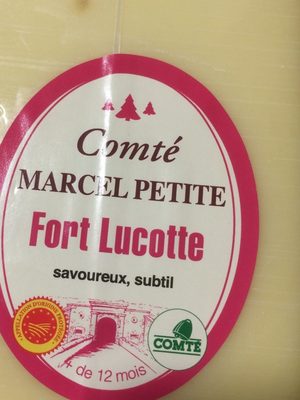 Comté
MARCEL PETITE
Fort Lucotte
savoureux, subtil
COMTÉ
+ de 12 mois